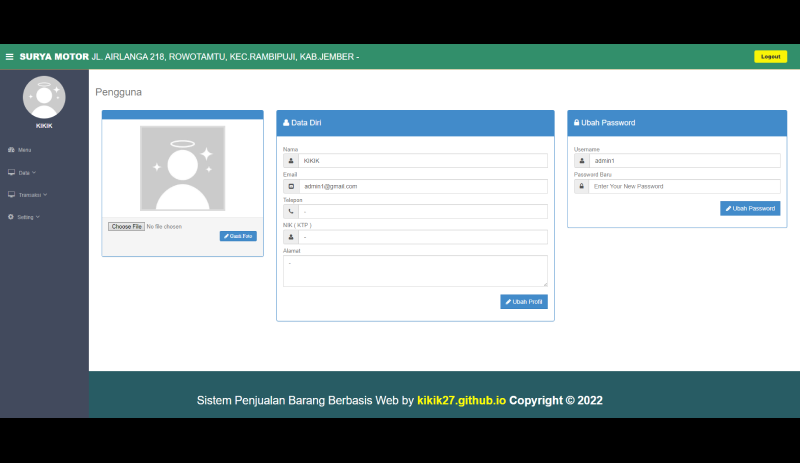 SURYA MOTOR JL. AIRLANGA 218, ROWOTAMTU, KEC.RAMBIPUJI, KAB.JEMBER -
Logout
KIKIK
Menu
Data
Transaksi
Setting
Pengguna
Choose File No file chosen
Ganti Foto
Data Diri
Nama
KIKIK
Email
admin1@gmail.com
Telepon
-
NIK ( KTP )
-
Alamat
-
Ubah Profil
Ubah Password
Username
admin1
Password Baru
Enter Your New Password
Ubah Password
Sistem Penjualan Barang Berbasis Web by kikik27.github.io Copyright © 2022